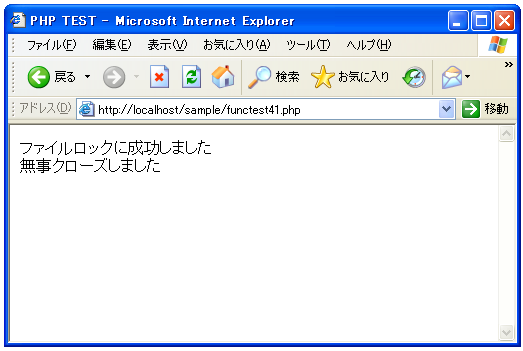 PHP TEST - Microsoft Internet Explorer
ファイル(F) 編集(E) 表示(V) お気に入り(A) ツール(T) ヘルプ(H)
戻る 検索 お気に入り
アドレス(D) http://localhost/sample/functest41.php 移動
ファイルロックに成功しました
無事クローズしました